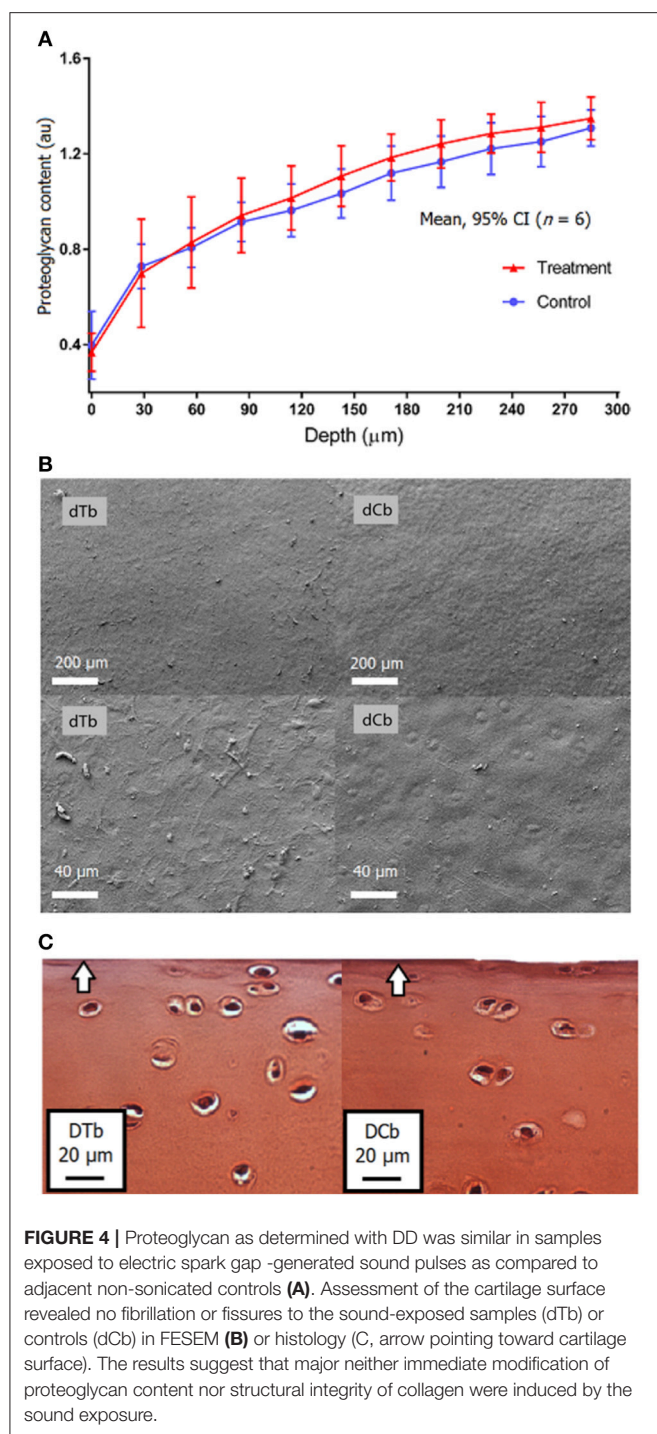 A
1.6
1.2
0.8
0.4
Proteoglycan content (au)
Mean, 95% CI (n = 6)
Treatment
Control
0 30 60 90 120 150 180 210 240 270 300
Depth (μm)
B
dTb
200 μm
dCb
200 μm
dTb
40 μm
dCb
40 μm
C
DTb
20 μm
DCb
20 μm
FIGURE 4 | Proteoglycan as determined with DD was similar in samples
exposed to electric spark gap -generated sound pulses as compared to
adjacent non-sonicated controls (A). Assessment of the cartilage surface
revealed no fibrillation or fissures to the sound-exposed samples (dTb) or
controls (dCb) in FESEM (B) or histology (C, arrow pointing toward cartilage
surface). The results suggest that major neither immediate modification of
proteoglycan content nor structural integrity of collagen were induced by the
sound exposure.